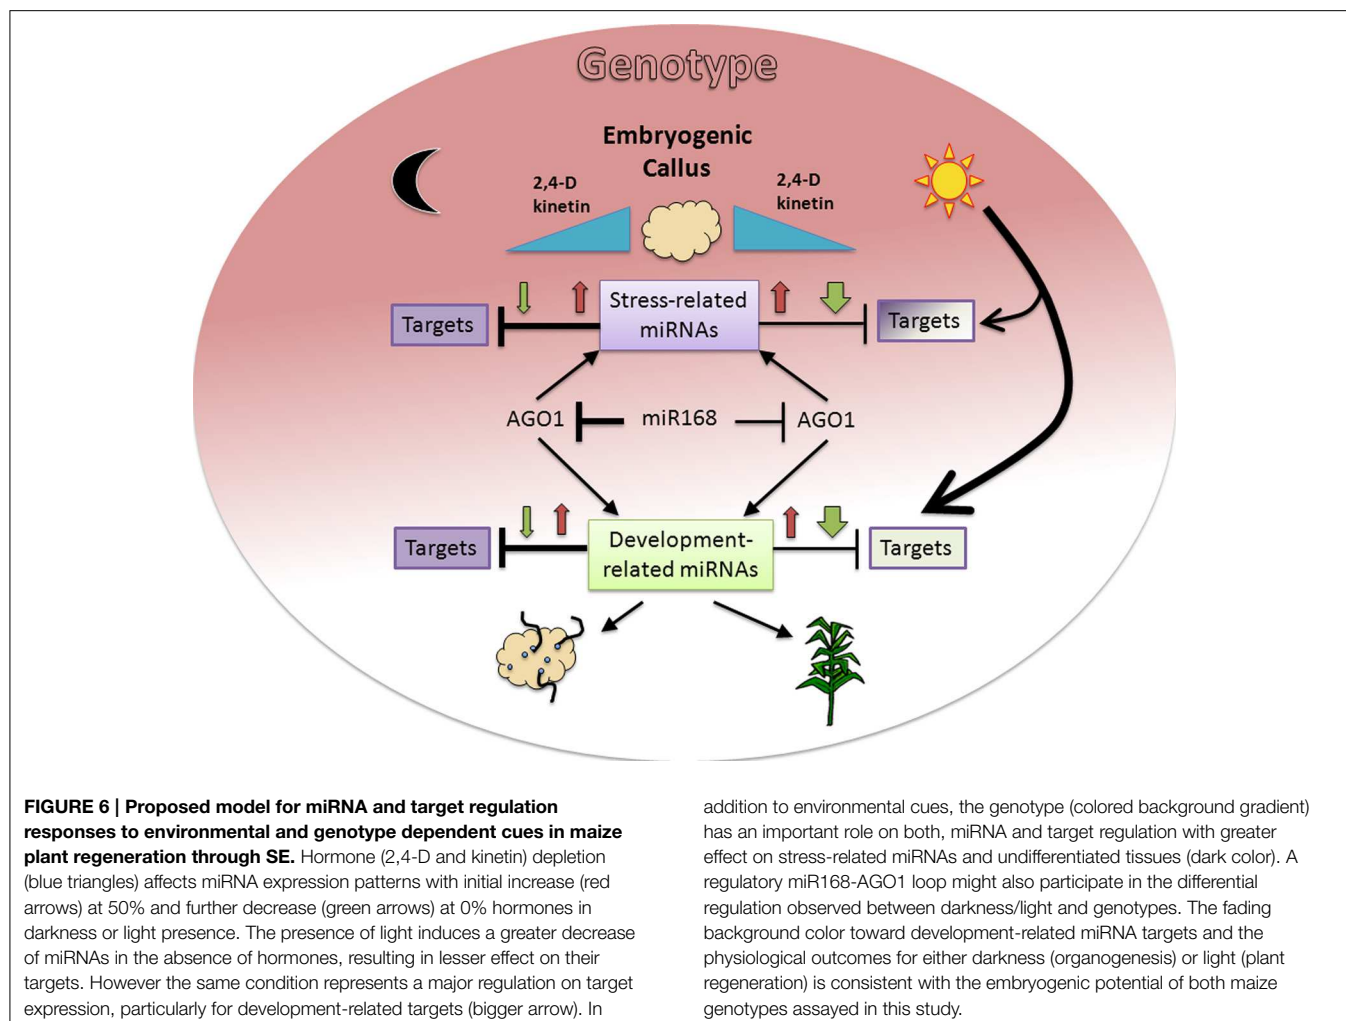 Genotype
Embryogenic
Callus
2,4-D
kinetin
2,4-D
kinetin
Targets
Stress-related
miRNAs
Targets
AGO1
miR168
AGO1
Targets
Development-
related miRNAs
Targets
FIGURE 6 | Proposed model for miRNA and target regulation
responses to environmental and genotype dependent cues in maize
plant regeneration through SE. Hormone (2,4-D and kinetin) depletion
(blue triangles) affects miRNA expression patterns with initial increase (red
arrows) at 50% and further decrease (green arrows) at 0% hormones in
darkness or light presence. The presence of light induces a greater decrease
of miRNAs in the absence of hormones, resulting in lesser effect on their
targets. However the same condition represents a major regulation on target
expression, particularly for development-related targets (bigger arrow). In
addition to environmental cues, the genotype (colored background gradient)
has an important role on both, miRNA and target regulation with greater
effect on stress-related miRNAs and undifferentiated tissues (dark color). A
regulatory miR168-AGO1 loop might also participate in the differential
regulation observed between darkness/light and genotypes. The fading
background color toward development-related miRNA targets and the
physiological outcomes for either darkness (organogenesis) or light (plant
regeneration) is consistent with the embryogenic potential of both maize
genotypes assayed in this study.